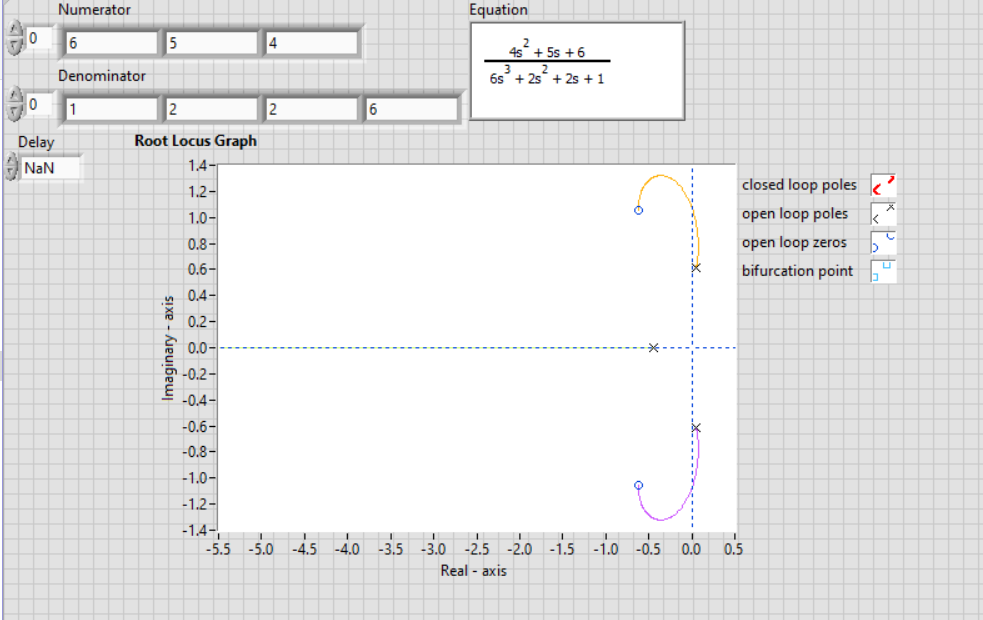 Numerator
0 6 5 4
Denominator
0 1 2 2 6
Equation
4s² + 5s + 6
6s³ + 2s² + 2s + 1
Delay
NaN
Root Locus Graph
1.4
1.2
1.0
0.8
0.6
0.4
0.2
0.0
-0.2
-0.4
-0.6
-0.8
-1.0
-1.2
-1.4
Imaginary - axis
-5.5 -5.0 -4.5 -4.0 -3.5 -3.0 -2.5 -2.0 -1.5 -1.0 -0.5 0.0 0.5
Real - axis
closed loop poles
open loop poles
open loop zeros
bifurcation point